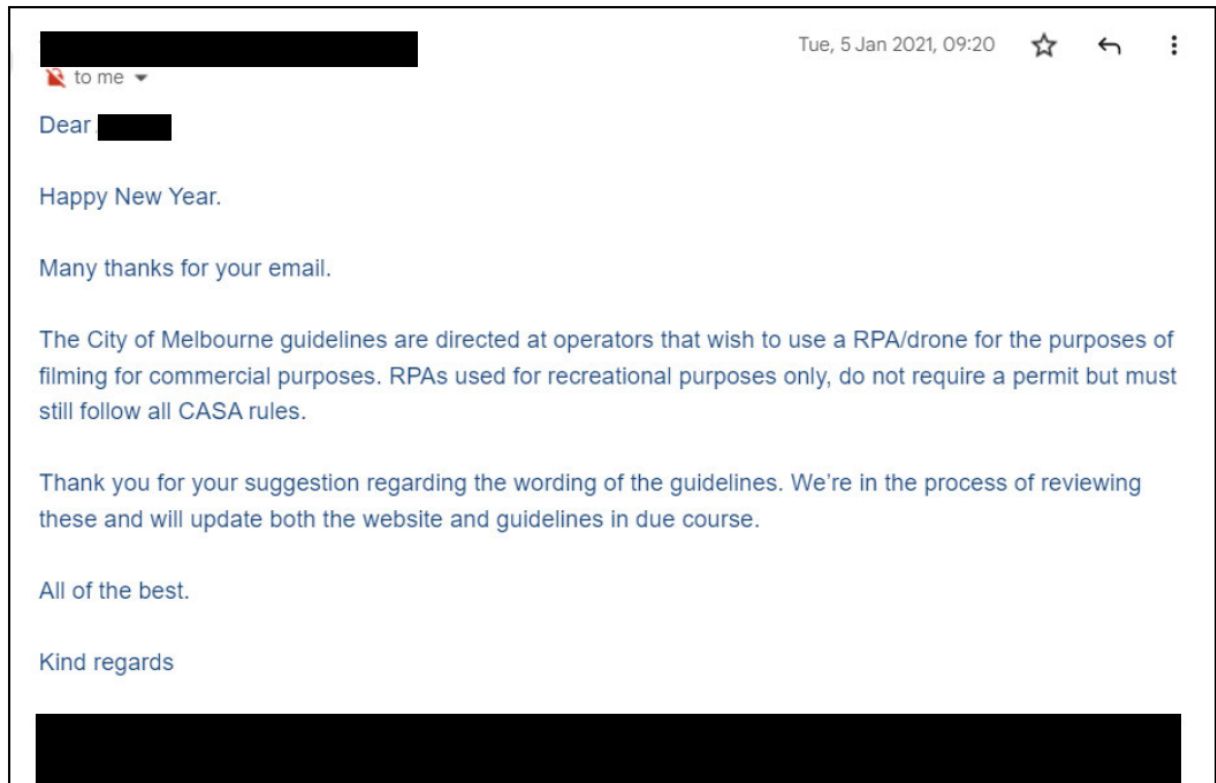 Tue, 5 Jan 2021, 09:20
to me
Dear
Happy New Year.
Many thanks for your email.
The City of Melbourne guidelines are directed at operators that wish to use a RPA/drone for the purposes of
filming for commercial purposes. RPAs used for recreational purposes only, do not require a permit but must
still follow all CASA rules.
Thank you for your suggestion regarding the wording of the guidelines. We’re in the process of reviewing
these and will update both the website and guidelines in due course.
All of the best.
Kind regards